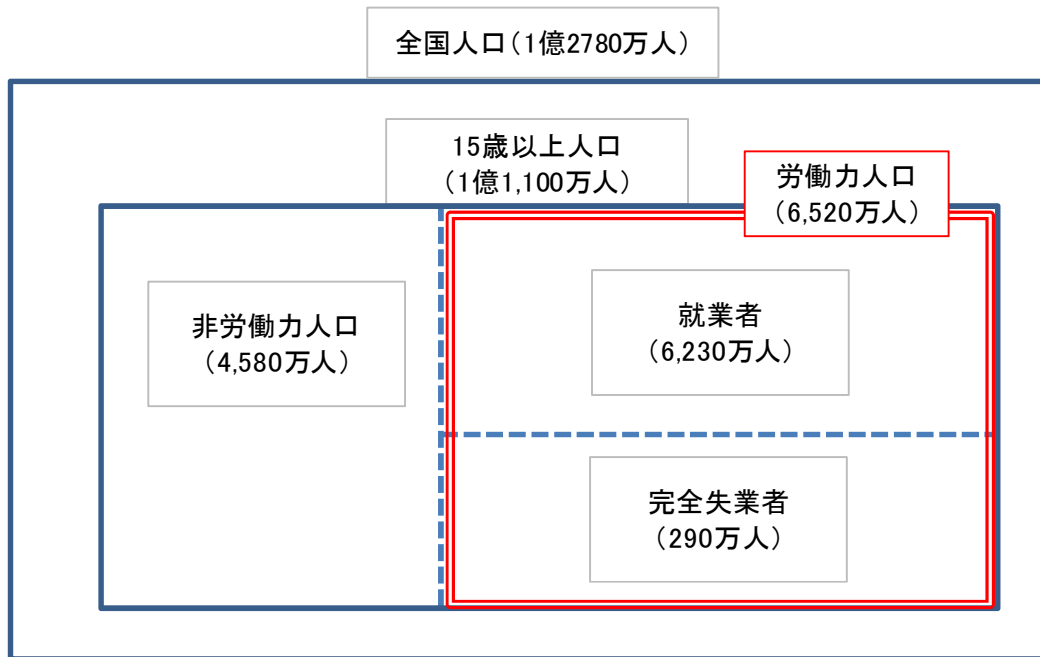 全国人口(1億2780万人)
15歳以上人口
(1億1,100万人)
労働力人口
(6,520万人)
非労働力人口
(4,580万人)
就業者
(6,230万人)
完全失業者
(290万人)